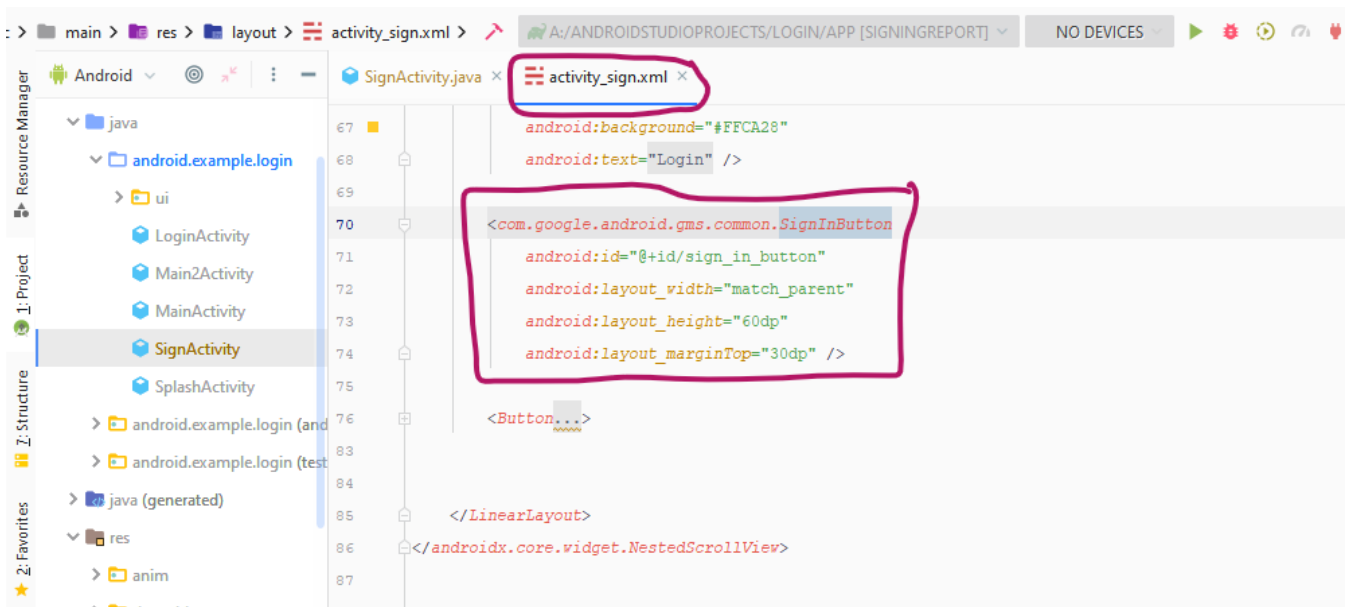 : > main > res > layout > activity_sign.xml > A:/ANDROIDSTUDIOPROJECTS/LOGIN/APP [SIGNINGREPORT] NO DEVICES
Android SignActivity.java × activity_sign.xml ×
Resource Manager
1: Project
7: Structure
2: Favorites
java
android.example.login
ui
LoginActivity
Main2Activity
MainActivity
SignActivity
SplashActivity
android.example.login (and
android.example.login (test
java (generated)
res
anim
67 android:background="#FFCA28"
68 android:text="Login" />
69
70 <com.google.android.gms.common.SignInButton
71 android:id="@+id/sign_in_button"
72 android:layout_width="match_parent"
73 android:layout_height="60dp"
74 android:layout_marginTop="30dp" />
75
76 <Button...>
83
84
85 </LinearLayout>
86 </androidx.core.widget.NestedScrollView>
87